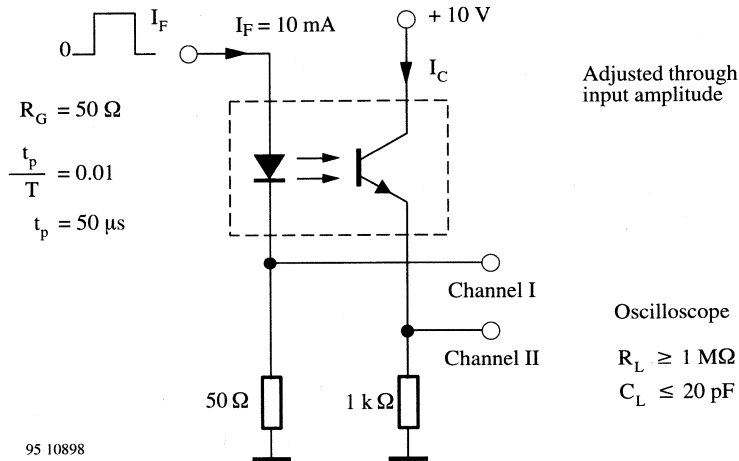 I_F
I_F = 10 mA
+ 10 V
0
I_C
Adjusted through
input amplitude
R_G = 50 Ω
t_p/T = 0.01
t_p = 50 μs
Channel I
Channel II
Oscilloscope
R_L ≥ 1 MΩ
C_L ≤ 20 pF
50 Ω
1 k Ω
95 10898